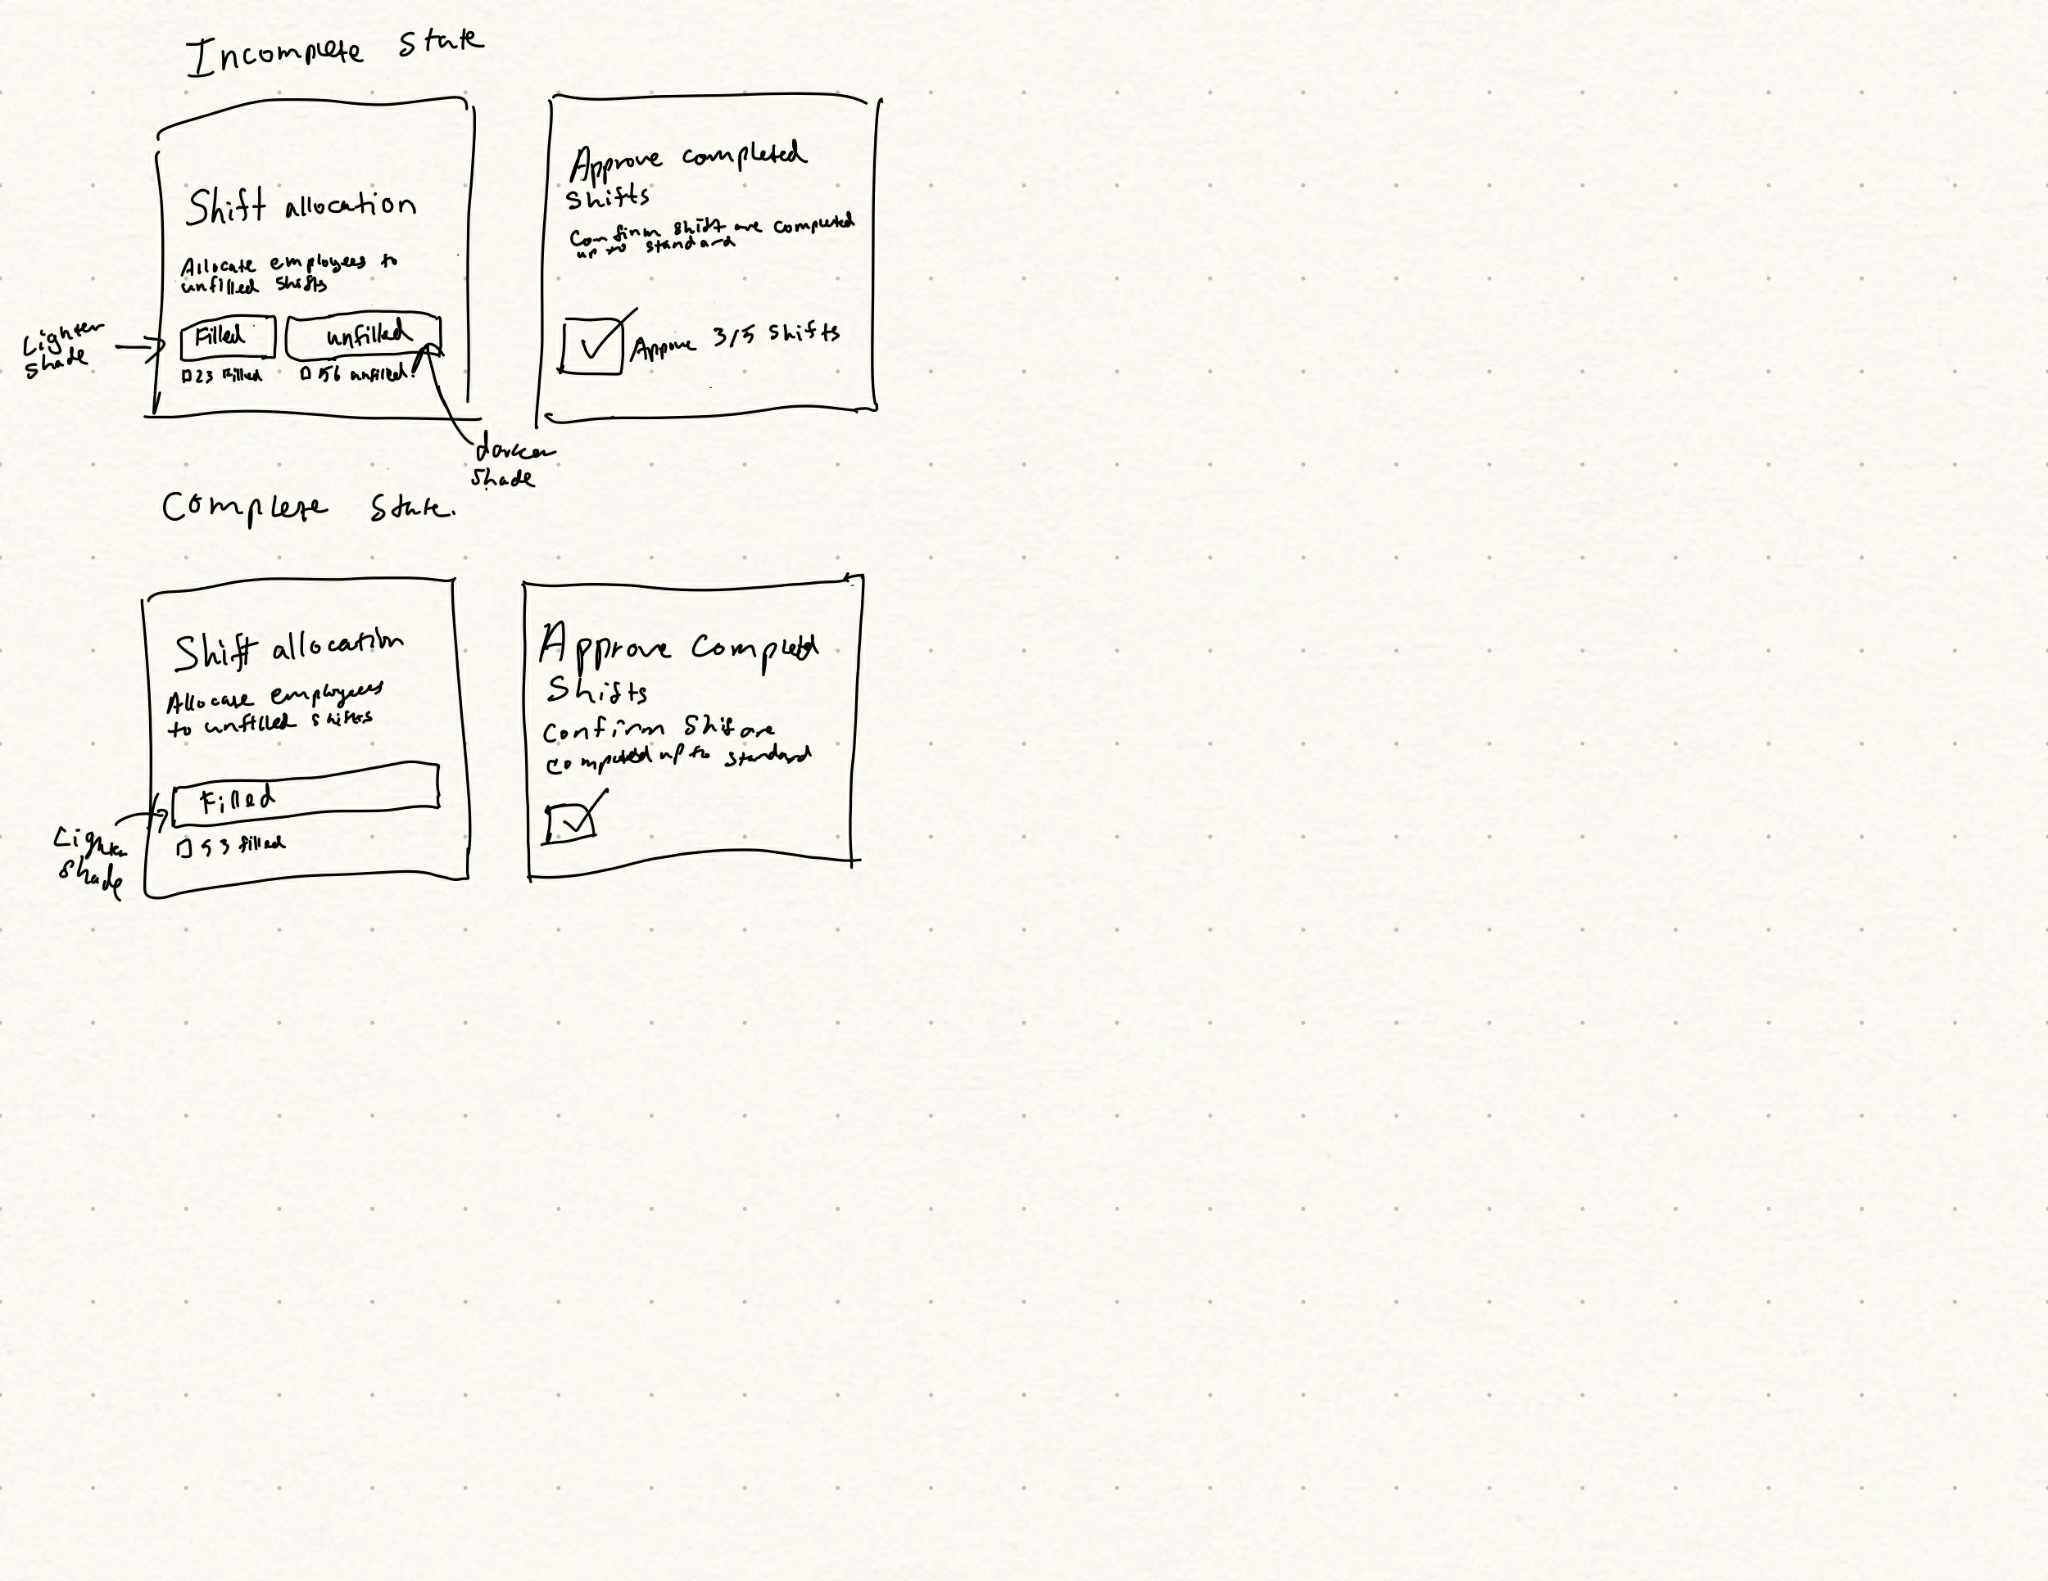 Incomplete state
Shift allocation
Allocate employees to
unfilled shifts
Filled
unfilled
23 filled
56 unfilled
Lighter
shade
darker
shade
Approve completed
shifts
Confirm shift are completed
up to standard
Approve 3/5 shifts
Complete state.
Shift allocation
Allocate employees
to unfilled shifts
Filled
53 filled
Lighter
shade
Approve completed
shifts
Confirm shif are
completed up to standard